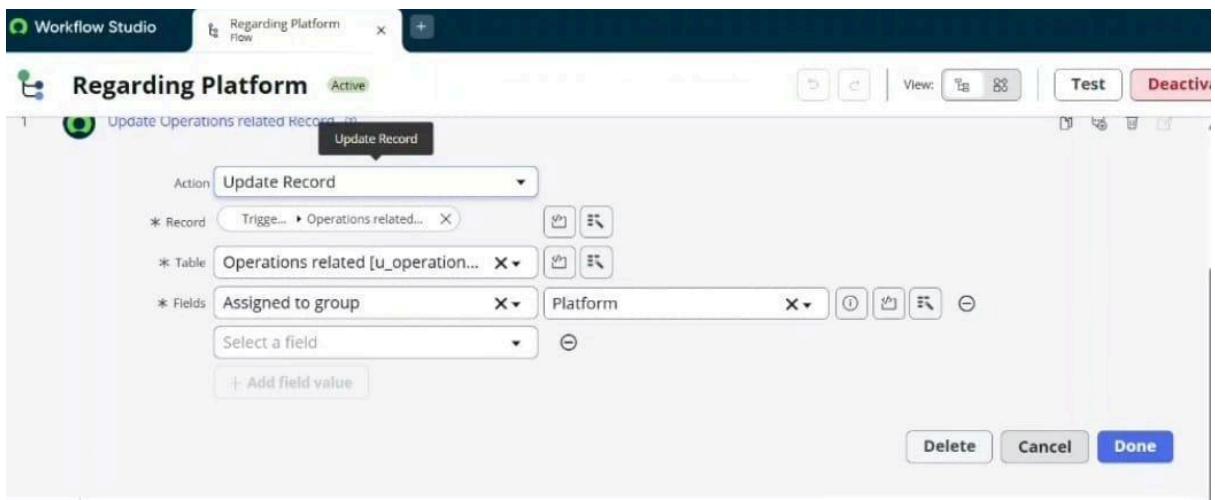 Workflow Studio
Regarding Platform
Flow
Regarding Platform Active
View:
Test
Deactiva
1 Update Operations related Record
Update Record
Action Update Record
* Record Trigge... ▸ Operations related...
* Table Operations related [u_operation...
* Fields Assigned to group Platform
Select a field
+ Add field value
Delete Cancel Done